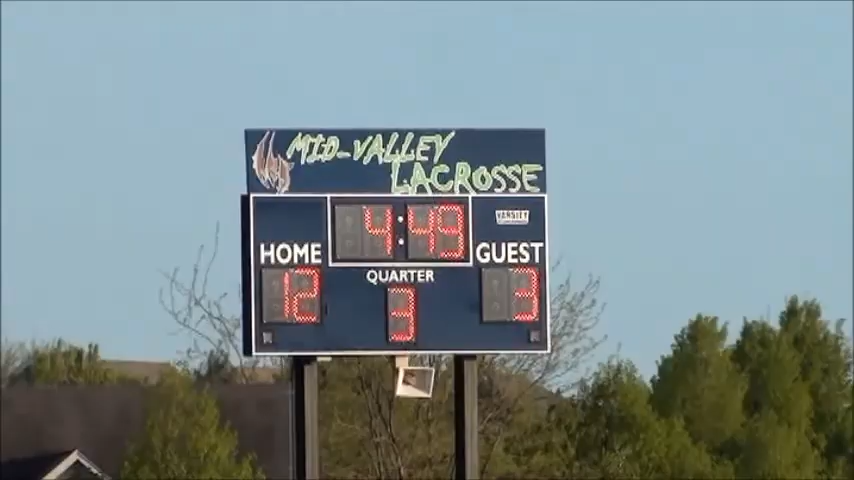 MID-VALLEY
LACROSSE
VARSITY
4:49
HOME
GUEST
QUARTER
12
3
3